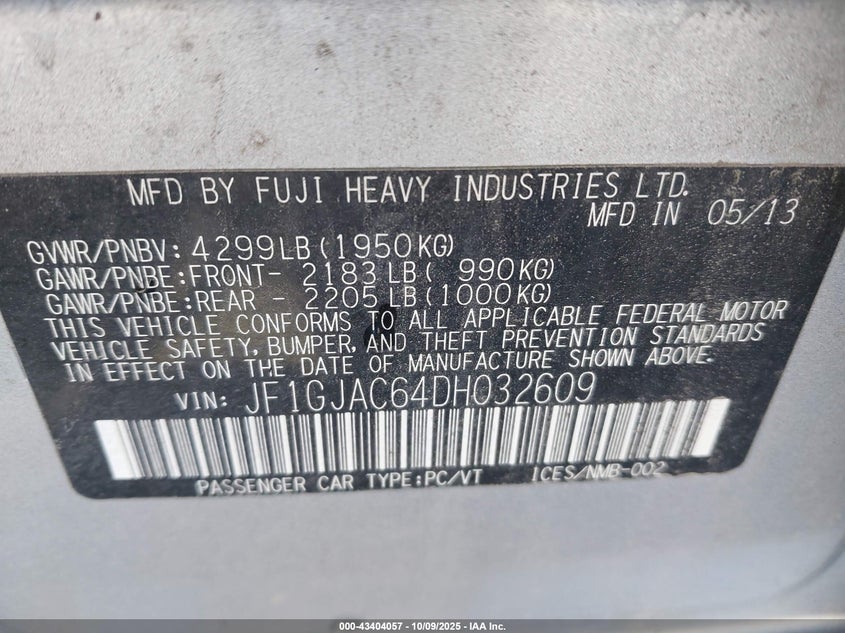 MFD BY FUJI HEAVY INDUSTRIES LTD.
MFD IN 05/13
GVWR/PNBV: 4299LB(1950KG)
GAWR/PNBE:FRONT- 2183LB( 990KG)
GAWR/PNBE:REAR - 2205LB(1000KG)
THIS VEHICLE CONFORMS TO ALL APPLICABLE FEDERAL MOTOR
VEHICLE SAFETY, BUMPER, AND THEFT PREVENTION STANDARDS
IN EFFECT ON THE DATE OF MANUFACTURE SHOWN ABOVE.
VIN: JF1GJAC64DH032609
PASSENGER CAR TYPE:PC/VT ICES/NMB-002
000-43404057 - 10/09/2025 - IAA Inc.